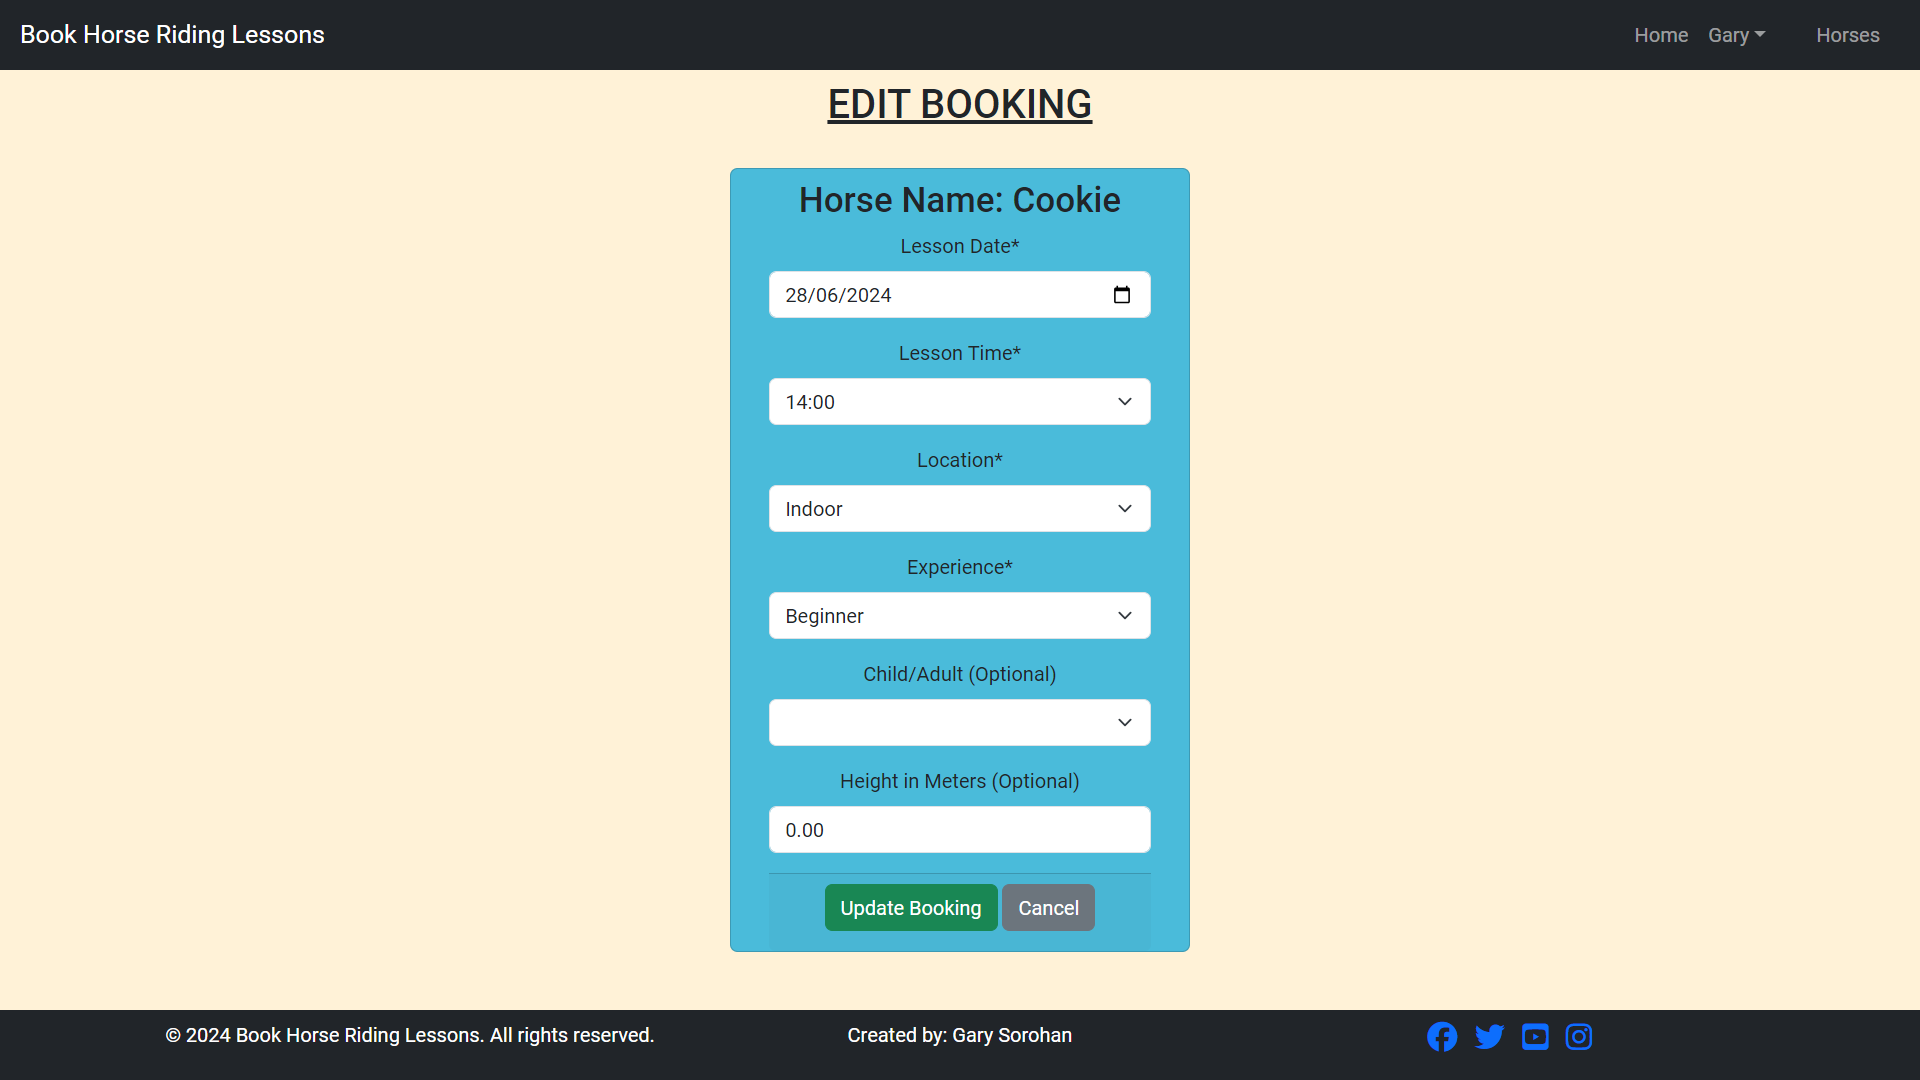 Book Horse Riding Lessons
Home Gary Horses
EDIT BOOKING
Horse Name: Cookie
Lesson Date*
28/06/2024
Lesson Time*
14:00
Location*
Indoor
Experience*
Beginner
Child/Adult (Optional)
Height in Meters (Optional)
0.00
Update Booking Cancel
© 2024 Book Horse Riding Lessons. All rights reserved. Created by: Gary Sorohan